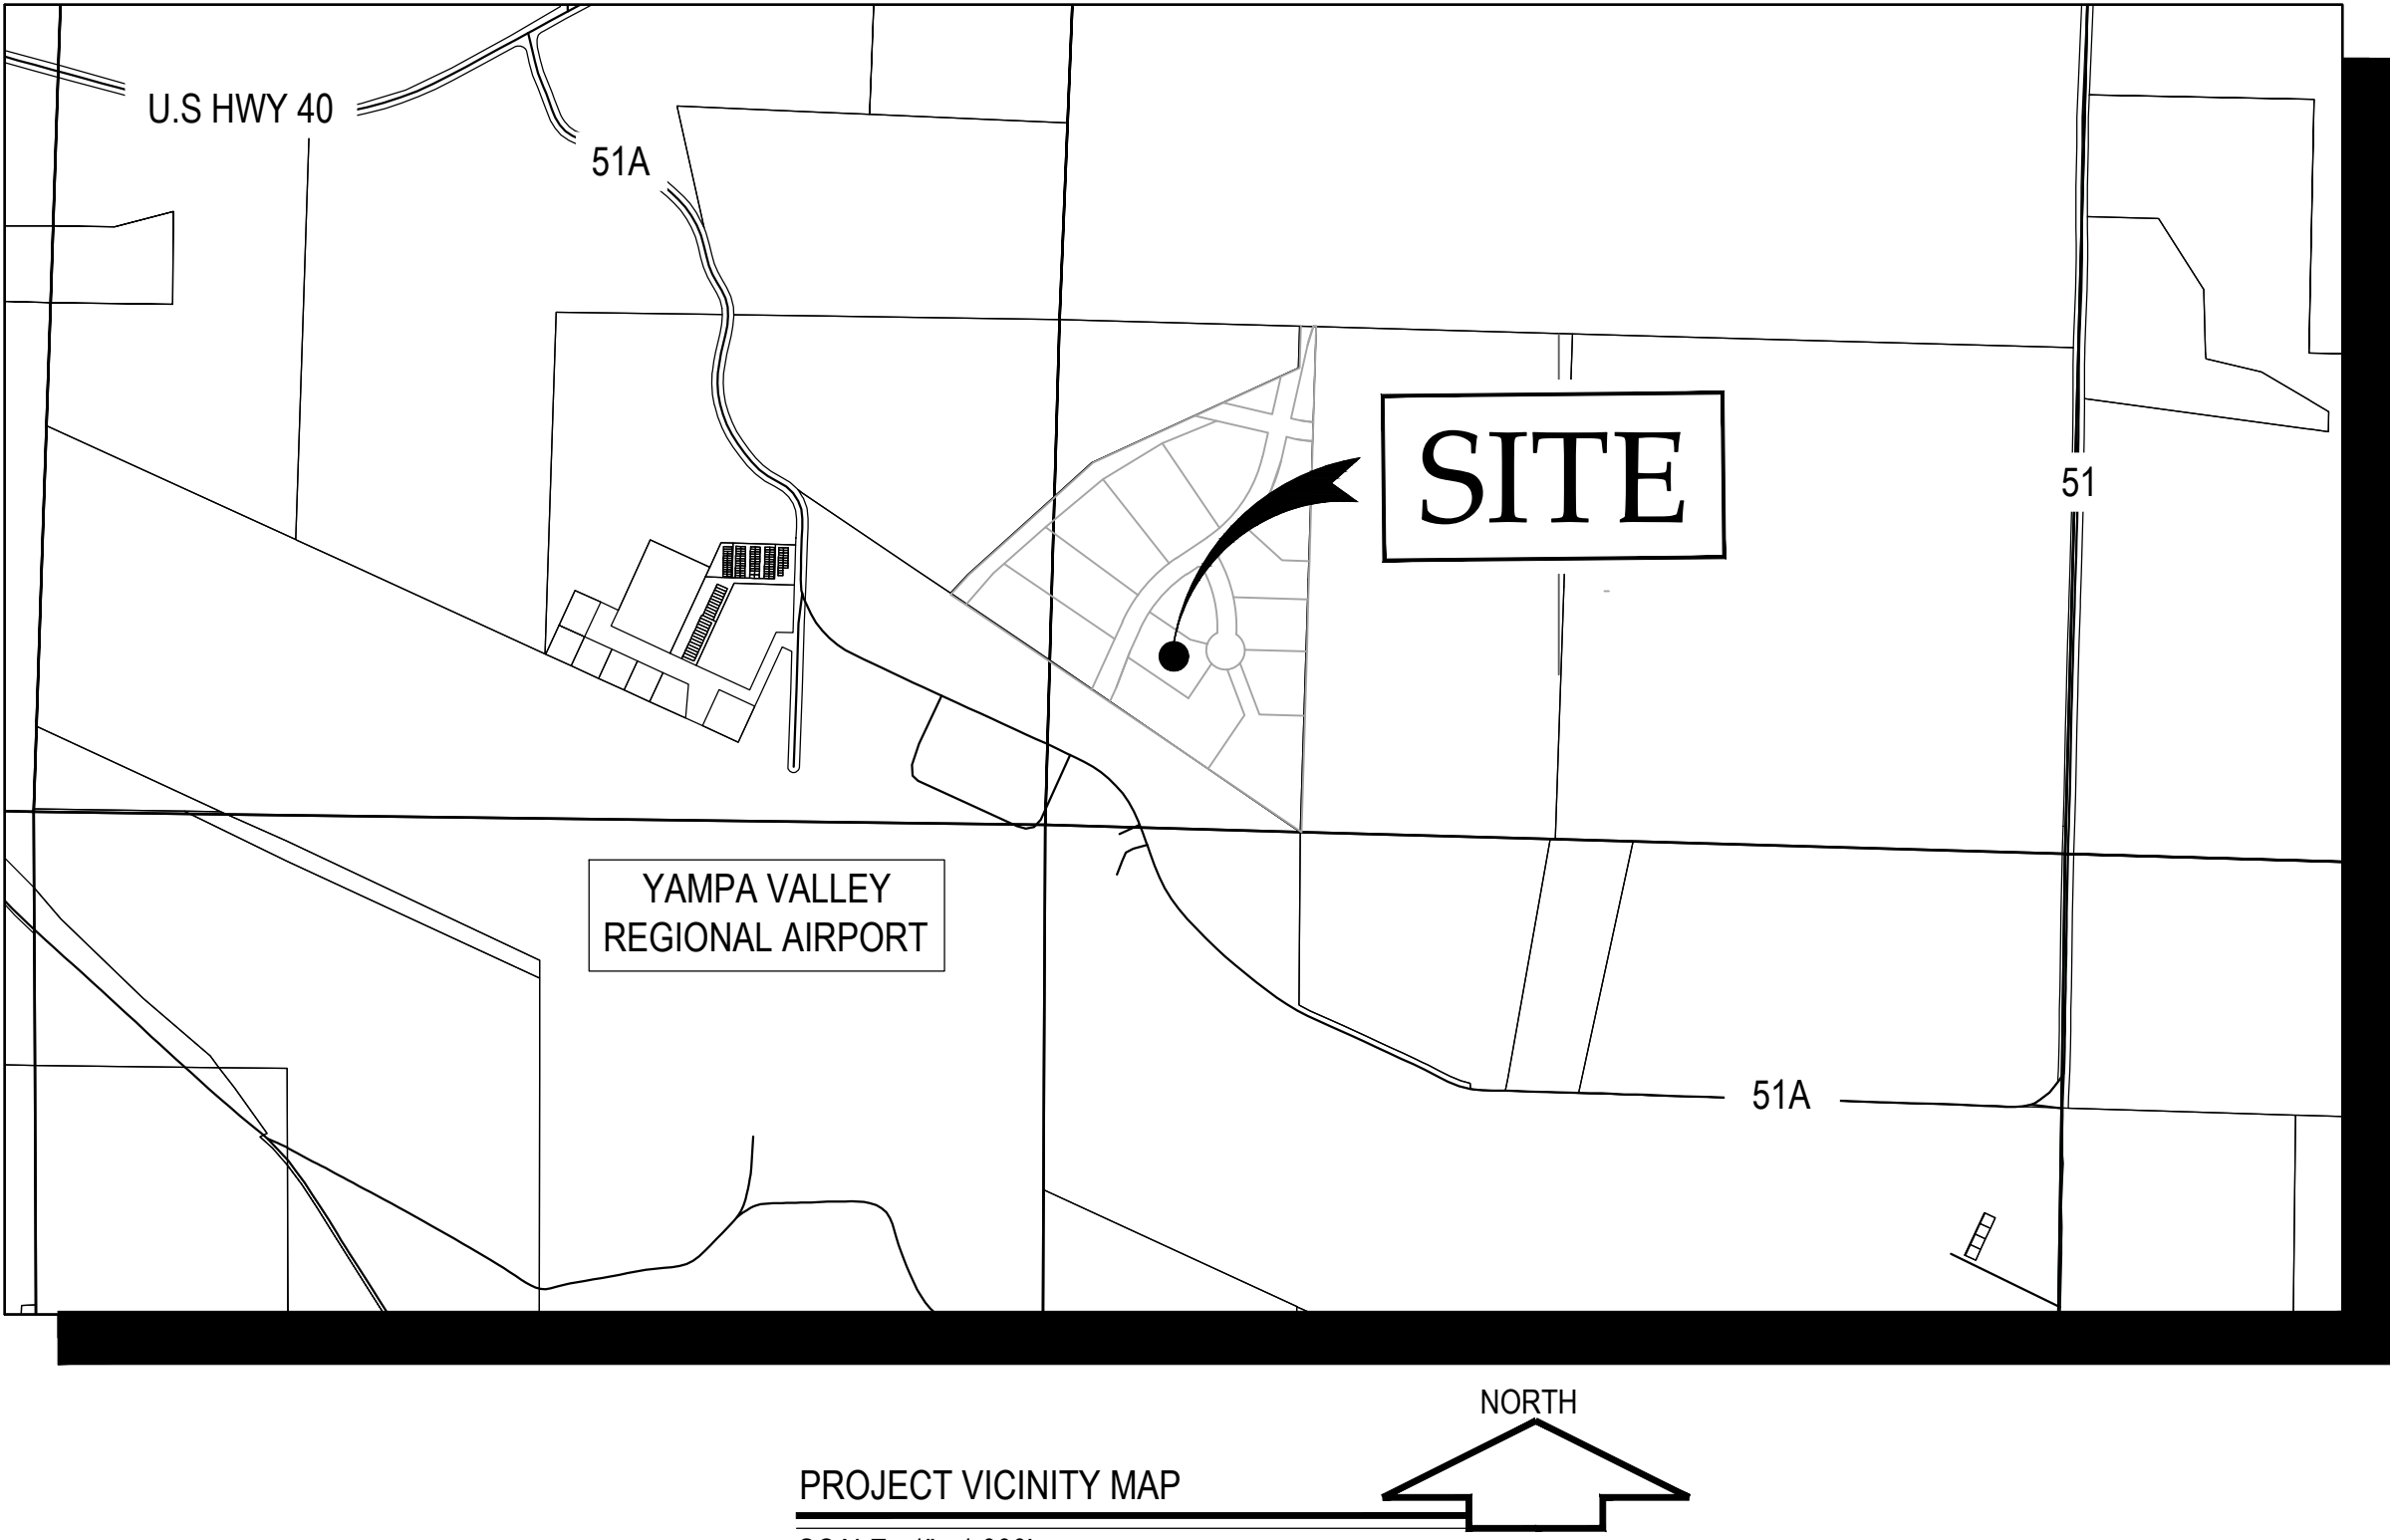 U.S HWY 40
51A
SITE
51
YAMPA VALLEY
REGIONAL AIRPORT
51A
NORTH
PROJECT VICINITY MAP